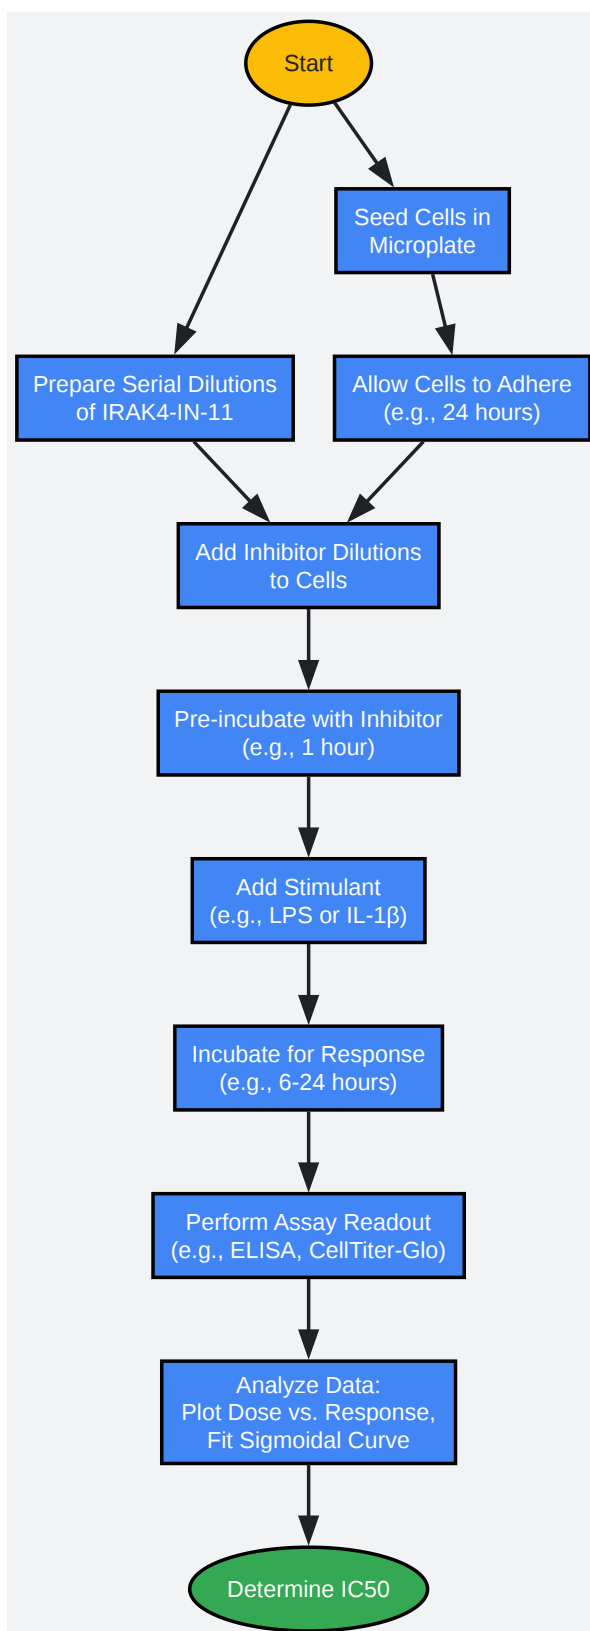 Start
Seed Cells in
Microplate
Prepare Serial Dilutions
of IRAK4-IN-11
Allow Cells to Adhere
(e.g., 24 hours)
Add Inhibitor Dilutions
to Cells
Pre-incubate with Inhibitor
(e.g., 1 hour)
Add Stimulant
(e.g., LPS or IL-1β)
Incubate for Response
(e.g., 6-24 hours)
Perform Assay Readout
(e.g., ELISA, CellTiter-Glo)
Analyze Data:
Plot Dose vs. Response,
Fit Sigmoidal Curve
Determine IC50